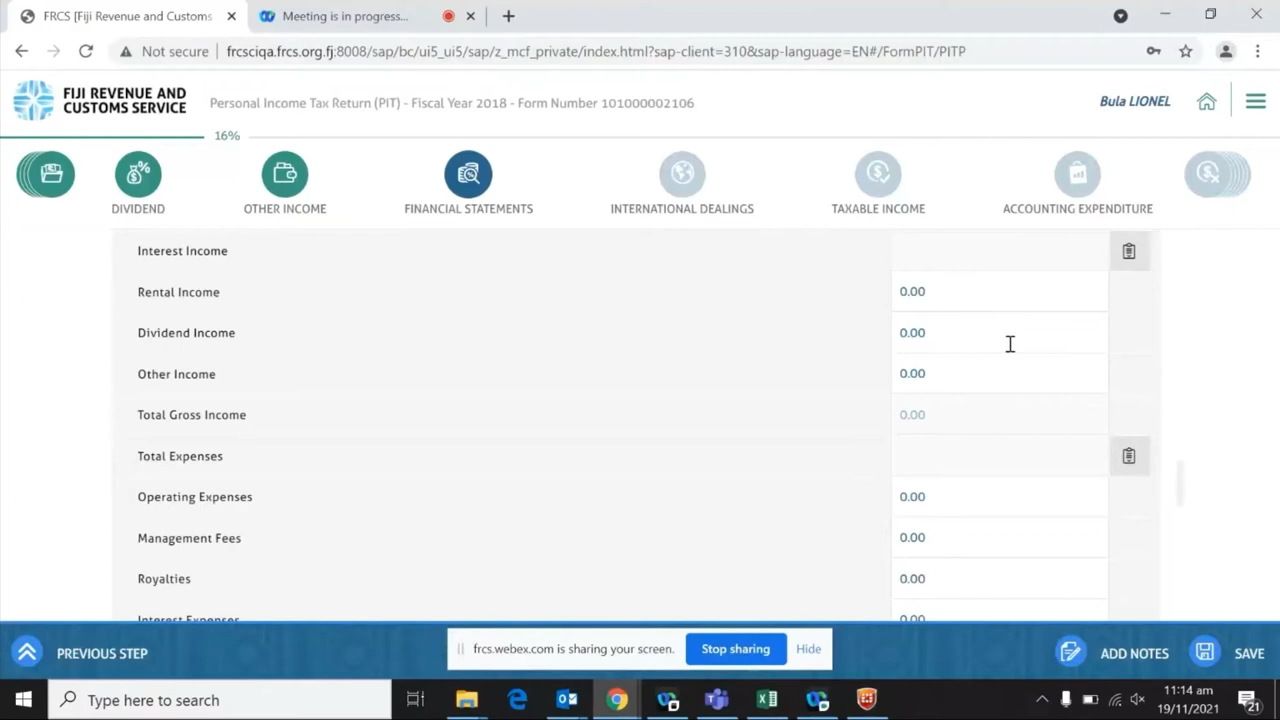 FRCS [Fiji Revenue and Customs
Meeting is in progress...
Not secure
frcsciqa.frcs.org.fj:8008/sap/bc/ui5_ui5/sap/z_mcf_private/index.html?sap-client=310&sap-language=EN#/FormPIT/PITP
FIJI REVENUE AND
CUSTOMS SERVICE
Personal Income Tax Return (PIT) - Fiscal Year 2018 - Form Number 101000002106
Bula LIONEL
16%
DIVIDEND
OTHER INCOME
FINANCIAL STATEMENTS
INTERNATIONAL DEALINGS
TAXABLE INCOME
ACCOUNTING EXPENDITURE
Interest Income
Rental Income 0.00
Dividend Income 0.00
Other Income 0.00
Total Gross Income 0.00
Total Expenses
Operating Expenses 0.00
Management Fees 0.00
Royalties 0.00
Interest Expenses 0.00
PREVIOUS STEP
frcs.webex.com is sharing your screen.
Stop sharing
Hide
ADD NOTES
SAVE
Type here to search
11:14 am
19/11/2021
21